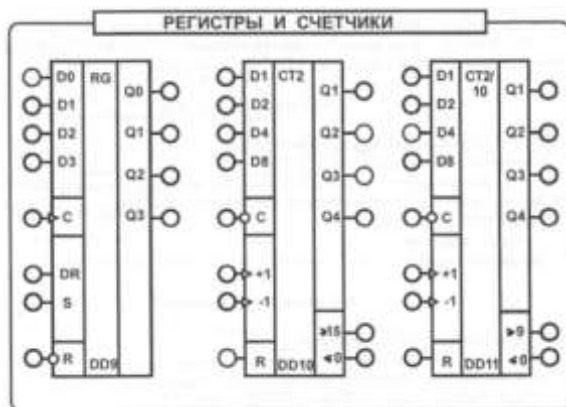 РЕГИСТРЫ И СЧЕТЧИКИ
D0 RG Q0
D1 Q1
D2 Q2
D3 Q3
C
DR
S
R DD9
D1 CT2 Q1
D2 Q2
D4 Q3
D8 Q4
C
+1
-1
≥15
R DD10 ≤0
D1 CT2/10 Q1
D2 Q2
D4 Q3
D8 Q4
C
+1
-1
≥9
R DD11 ≤0